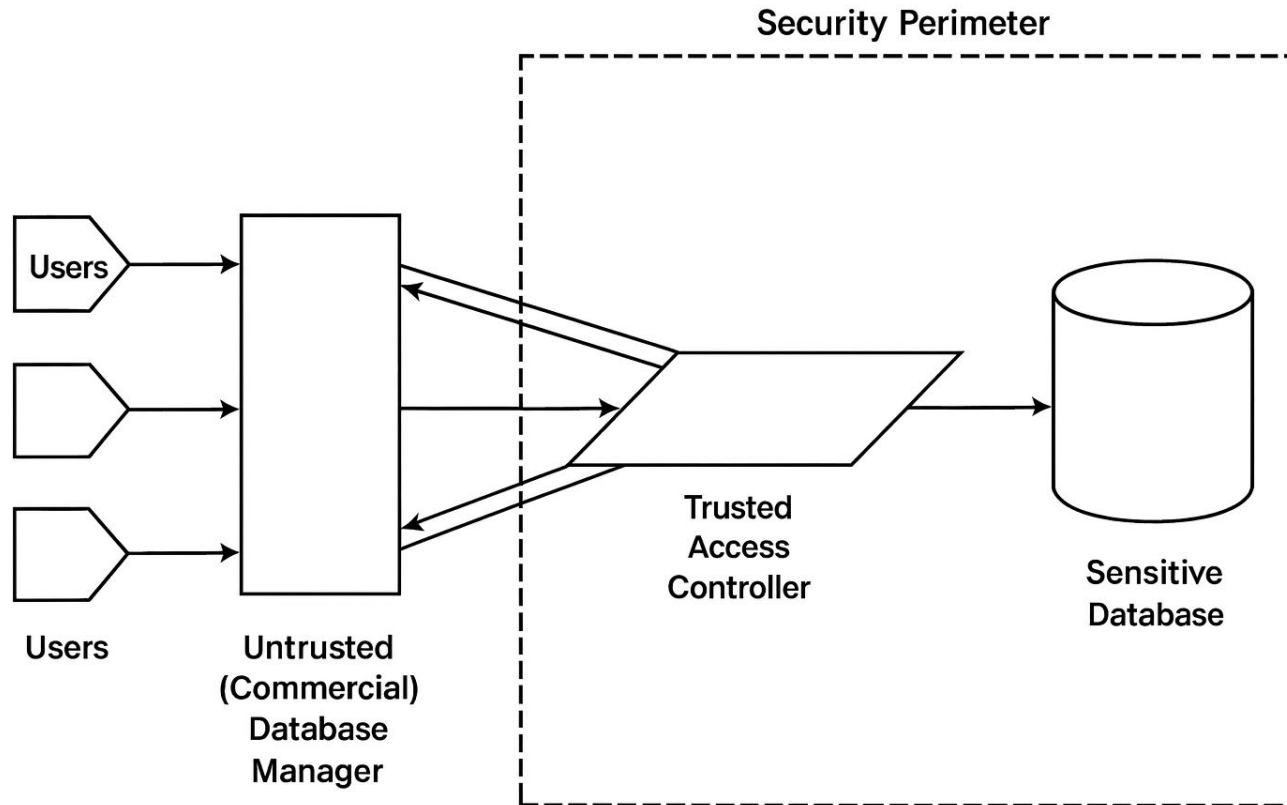 Security Perimeter
Users
Users
Untrusted
(Commercial)
Database
Manager
Trusted
Access
Controller
Sensitive
Database